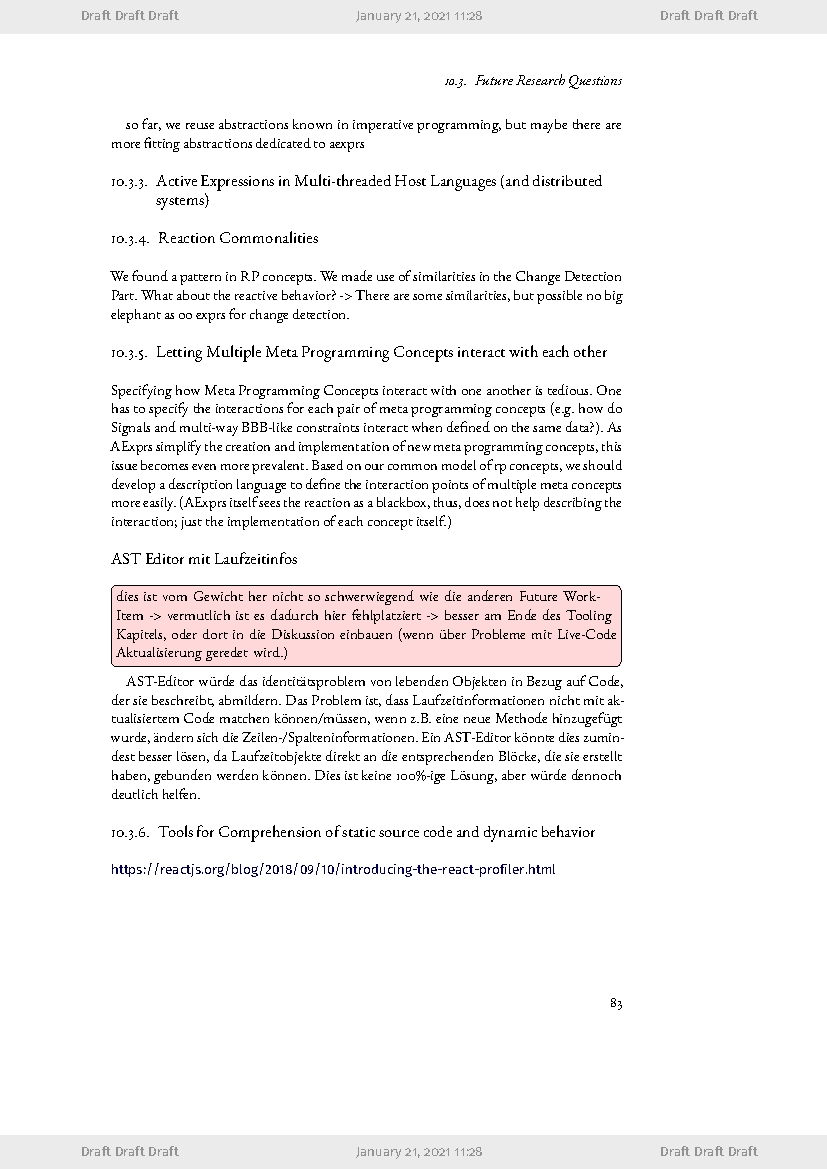 Draft Draft Draft January 21, 2021 11:28 Draft Draft Draft
10.3. Future Research Questions
so far, we reuse abstractions known in imperative programming, but maybe there are
more fitting abstractions dedicated to aexprs
10.3.3. Active Expressions in Multi-threaded Host Languages (and distributed
systems)
10.3.4. Reaction Commonalities
We found a pattern in RP concepts. We made use of similarities in the Change Detection
Part. What about the reactive behavior? -> There are some similarities, but possible no big
elephant as oo exprs for change detection.
10.3.5. Letting Multiple Meta Programming Concepts interact with each other
Specifying how Meta Programming Concepts interact with one another is tedious. One
has to specify the interactions for each pair of meta programming concepts (e.g. how do
Signals and multi-way BBB-like constraints interact when defined on the same data?). As
AExprs simplify the creation and implementation of new meta programming concepts, this
issue becomes even more prevalent. Based on our common model of rp concepts, we should
develop a description language to define the interaction points of multiple meta concepts
more easily. (AExprs itself sees the reaction as a blackbox, thus, does not help describing the
interaction; just the implementation of each concept itself.)
AST Editor mit Laufzeitinfos
dies ist vom Gewicht her nicht so schwerwiegend wie die anderen Future Work-
Item -> vermutlich ist es dadurch hier fehlplatziert -> besser am Ende des Tooling
Kapitels, oder dort in die Diskussion einbauen (wenn über Probleme mit Live-Code
Aktualisierung geredet wird.)
AST-Editor würde das identitätsproblem von lebenden Objekten in Bezug auf Code,
der sie beschreibt, abmildern. Das Problem ist, dass Laufzeitinformationen nicht mit ak-
tualisiertem Code matchen können/müssen, wenn z.B. eine neue Methode hinzugefügt
wurde, ändern sich die Zeilen-/Spalteninformationen. Ein AST-Editor könnte dies zumin-
dest besser lösen, da Laufzeitobjekte direkt an die entsprechenden Blöcke, die sie erstellt
haben, gebunden werden können. Dies ist keine 100%-ige Lösung, aber würde dennoch
deutlich helfen.
10.3.6. Tools for Comprehension of static source code and dynamic behavior
https://reactjs.org/blog/2018/09/10/introducing-the-react-profiler.html
83
Draft Draft Draft January 21, 2021 11:28 Draft Draft Draft